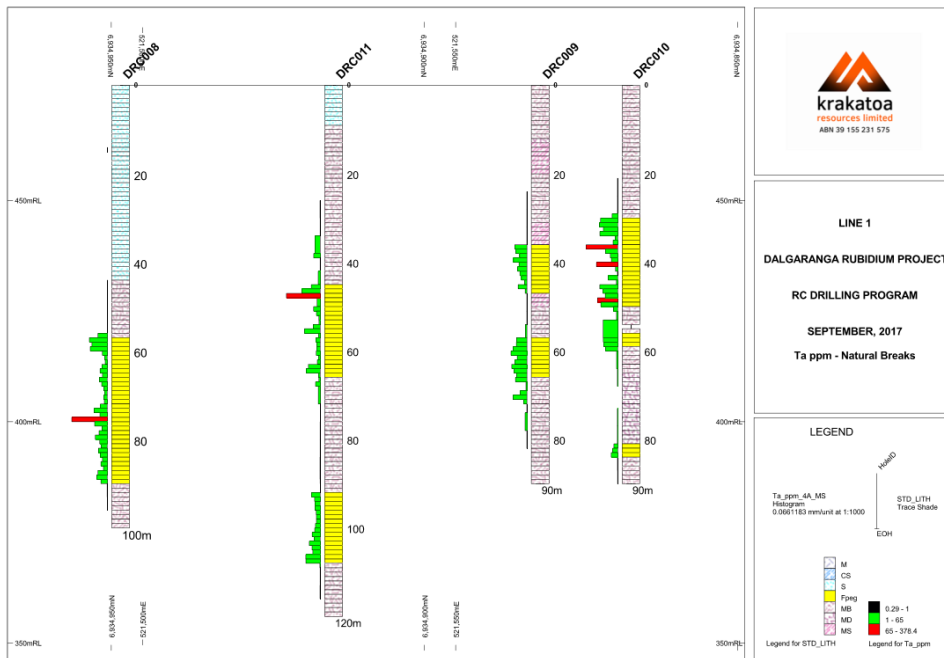 6,934,950mN
521,500mE
6,934,900mN
521,550mE
6,934,850mN
DRC008
DRC011
DRC009
DRC010
0
0
0
0
20
20
20
20
450mRL
450mRL
40
40
40
40
60
60
60
60
400mRL
400mRL
80
80
80
80
90m
90m
100m
100
120m
6,934,950mN
521,500mE
6,934,900mN
521,550mE
6,934,850mN
350mRL
350mRL
krakatoa
resources limited
ABN 39 155 231 575
LINE 1
DALGARANGA RUBIDIUM PROJECT
RC DRILLING PROGRAM
SEPTEMBER, 2017
Ta ppm - Natural Breaks
LEGEND
HoleID
Ta_ppm_4A_MS
Histogram
0.0661183 mm/unit at 1:1000
STD_LITH
Trace Shade
EOH
M
CS
S
Fpeg
MB
MD
MS
0.29 - 1
1 - 65
65 - 378.4
Legend for STD_LITH
Legend for Ta_ppm